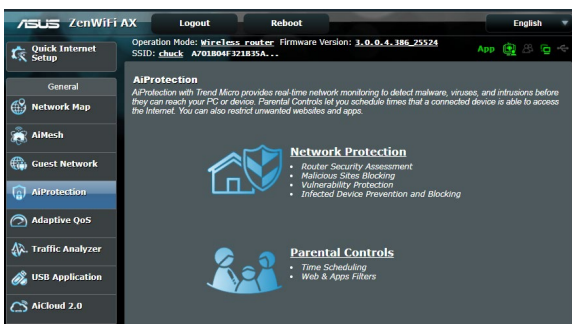 ASUS ZenWiFi AX Logout Reboot English
Quick Internet Setup
Operation Mode: Wireless router Firmware Version: 3.0.0.4.386_25524
SSID: chuck A701B04F321B35A...
App
General
Network Map
AiMesh
Guest Network
AiProtection
Adaptive QoS
Traffic Analyzer
USB Application
AiCloud 2.0
AiProtection
AiProtection with Trend Micro provides real-time network monitoring to detect malware, viruses, and intrusions before
they can reach your PC or device. Parental Controls let you schedule times that a connected device is able to access
the Internet. You can also restrict unwanted websites and apps.
Network Protection
• Router Security Assessment
• Malicious Sites Blocking
• Vulnerability Protection
• Infected Device Prevention and Blocking
Parental Controls
• Time Scheduling
• Web & Apps Filters